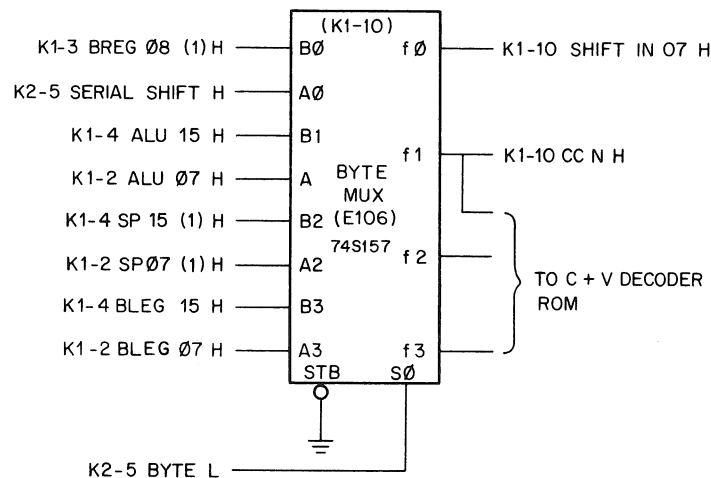 (K1-10)
K1-3 BREG Ø8 (1) H BØ fØ K1-10 SHIFT IN 07 H
K2-5 SERIAL SHIFT H AØ
K1-4 ALU 15 H B1
f1 K1-10 CC N H
K1-2 ALU Ø7 H A
BYTE
MUX
(E106)
74S157
K1-4 SP 15 (1) H B2
K1-2 SPØ7 (1) H A2 f2
TO C + V DECODER
ROM
K1-4 BLEG 15 H B3
K1-2 BLEG Ø7 H A3 f3
STB SØ
K2-5 BYTE L